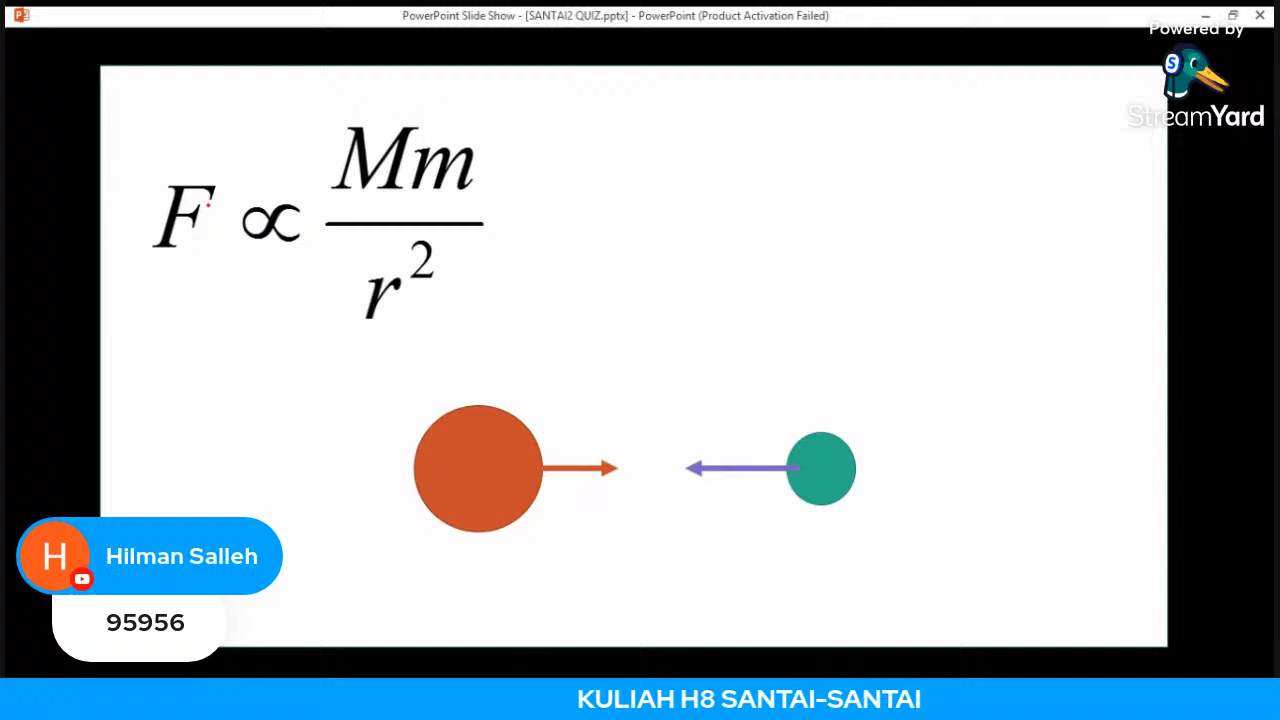 PowerPoint Slide Show - [SANTAI2 QUIZ.pptx] - PowerPoint (Product Activation Failed)
Powered by
S
StreamYard
F ∝ Mm / r²
H
Hilman Salleh
95956
KULIAH H8 SANTAI-SANTAI